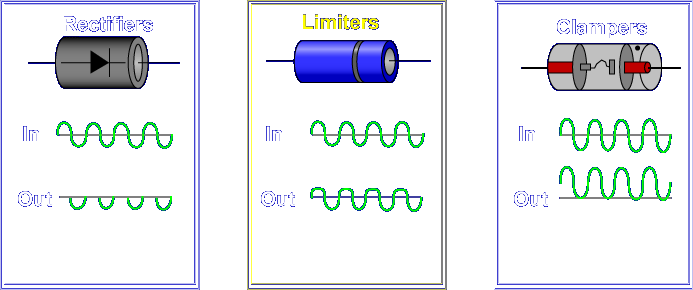 Rectifiers
In
Out
Limiters
In
Out
Clampers
In
Out